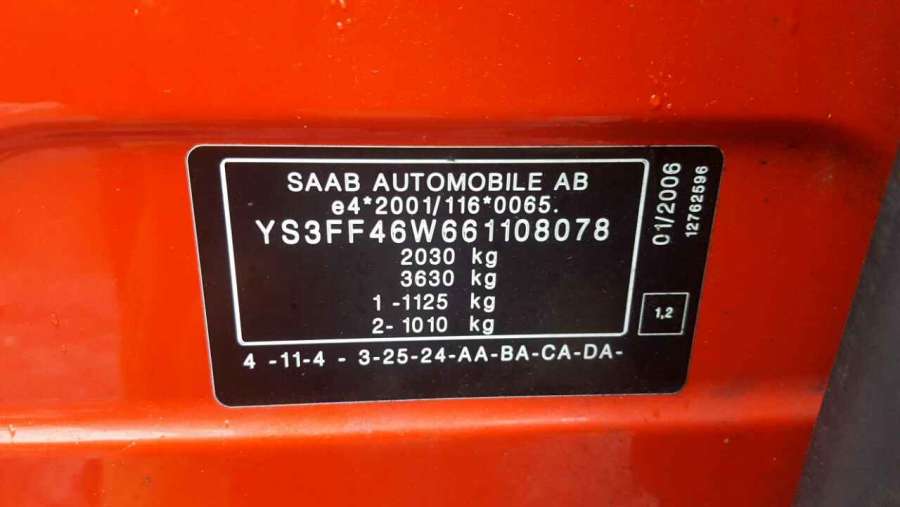 SAAB AUTOMOBILE AB
e4*2001/116*0065.
YS3FF46W661108078
2030 kg
3630 kg
1 -1125 kg
2- 1010 kg
4 -11-4 - 3-25-24-AA-BA-CA-DA-
01/2006
12762596
1,2